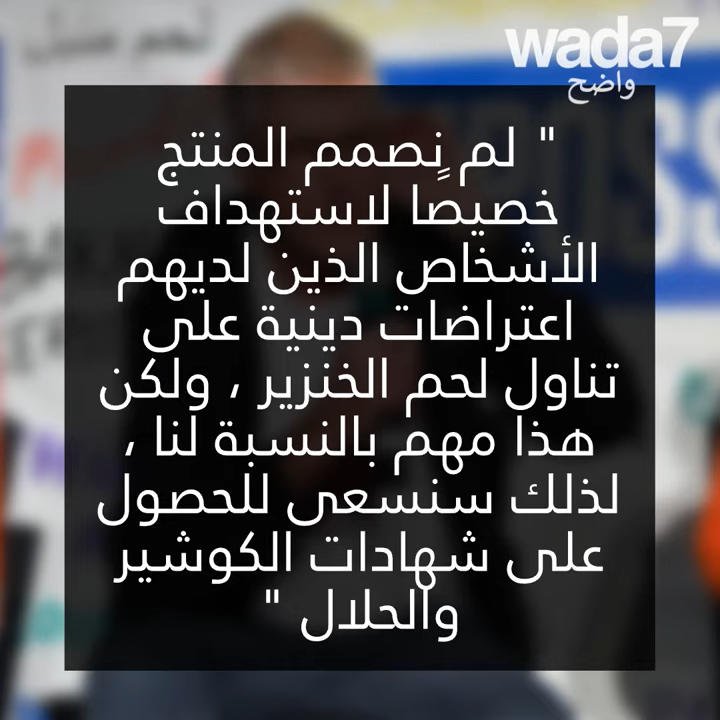 wada7
واضح
" لم نٍصمم المنتج
خصيصا لاستهداف
الأشخاص الذين لديهم
اعتراضات دينية على
تناول لحم الخنزير ، ولكن
هذا مهم بالنسبة لنا ،
لذلك سنسعى للحصول
على شهادات الكوشير
والحلال "